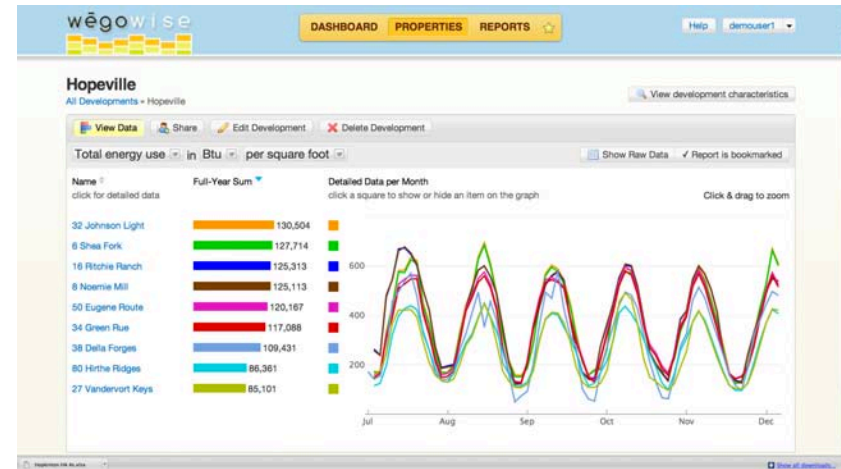 wēgowise
DASHBOARD PROPERTIES REPORTS
Help demouser1
Hopeville
All Developments » Hopeville
View development characteristics
View Data Share Edit Development Delete Development
Total energy use in Btu per square foot
Show Raw Data ✓ Report is bookmarked
Name Full-Year Sum Detailed Data per Month
click for detailed data click a square to show or hide an item on the graph Click & drag to zoom
32 Johnson Light 130,504
6 Shea Fork 127,714
16 Ritchie Ranch 125,313
8 Noemie Mill 125,113
50 Eugene Route 120,167
34 Green Rue 117,088
38 Della Forges 109,431
80 Hirthe Ridges 86,361
27 Vandervort Keys 85,101
600
400
200
Jul Aug Sep Oct Nov Dec
Show all downloads...